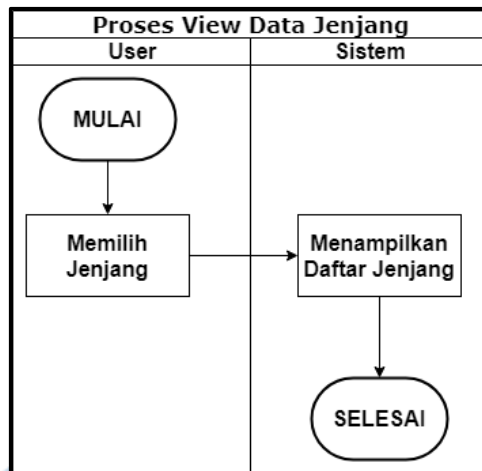 Proses View Data Jenjang
User
Sistem
MULAI
Memilih
Jenjang
Menampilkan
Daftar Jenjang
SELESAI